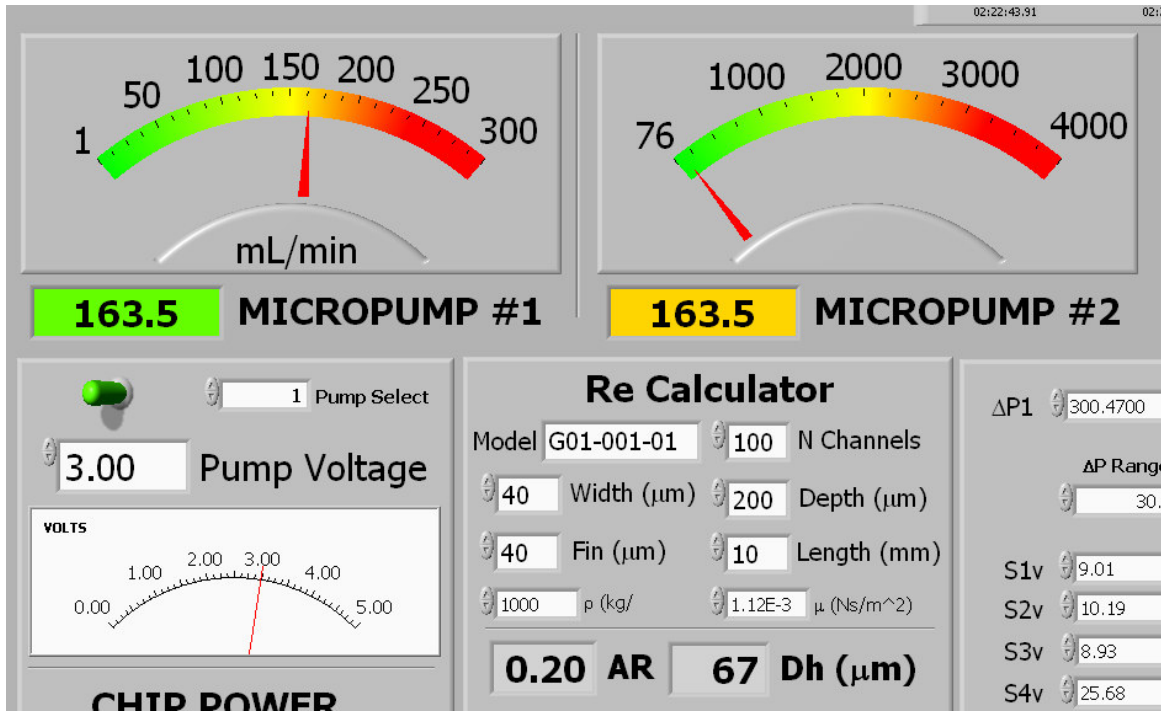 02:22:43.91 02:
1 50 100 150 200 250 300
mL/min
163.5 MICROPUMP #1
76 1000 2000 3000 4000
163.5 MICROPUMP #2
1 Pump Select
3.00 Pump Voltage
VOLTS
0.00 1.00 2.00 3.00 4.00 5.00
CHIP POWER
Re Calculator
Model G01-001-01 100 N Channels
40 Width (μm) 200 Depth (μm)
40 Fin (μm) 10 Length (mm)
1000 ρ (kg/ 1.12E-3 μ (Ns/m^2)
0.20 AR 67 Dh (μm)
ΔP1 300.4700
ΔP Range
30.
S1v 9.01
S2v 10.19
S3v 8.93
S4v 25.68